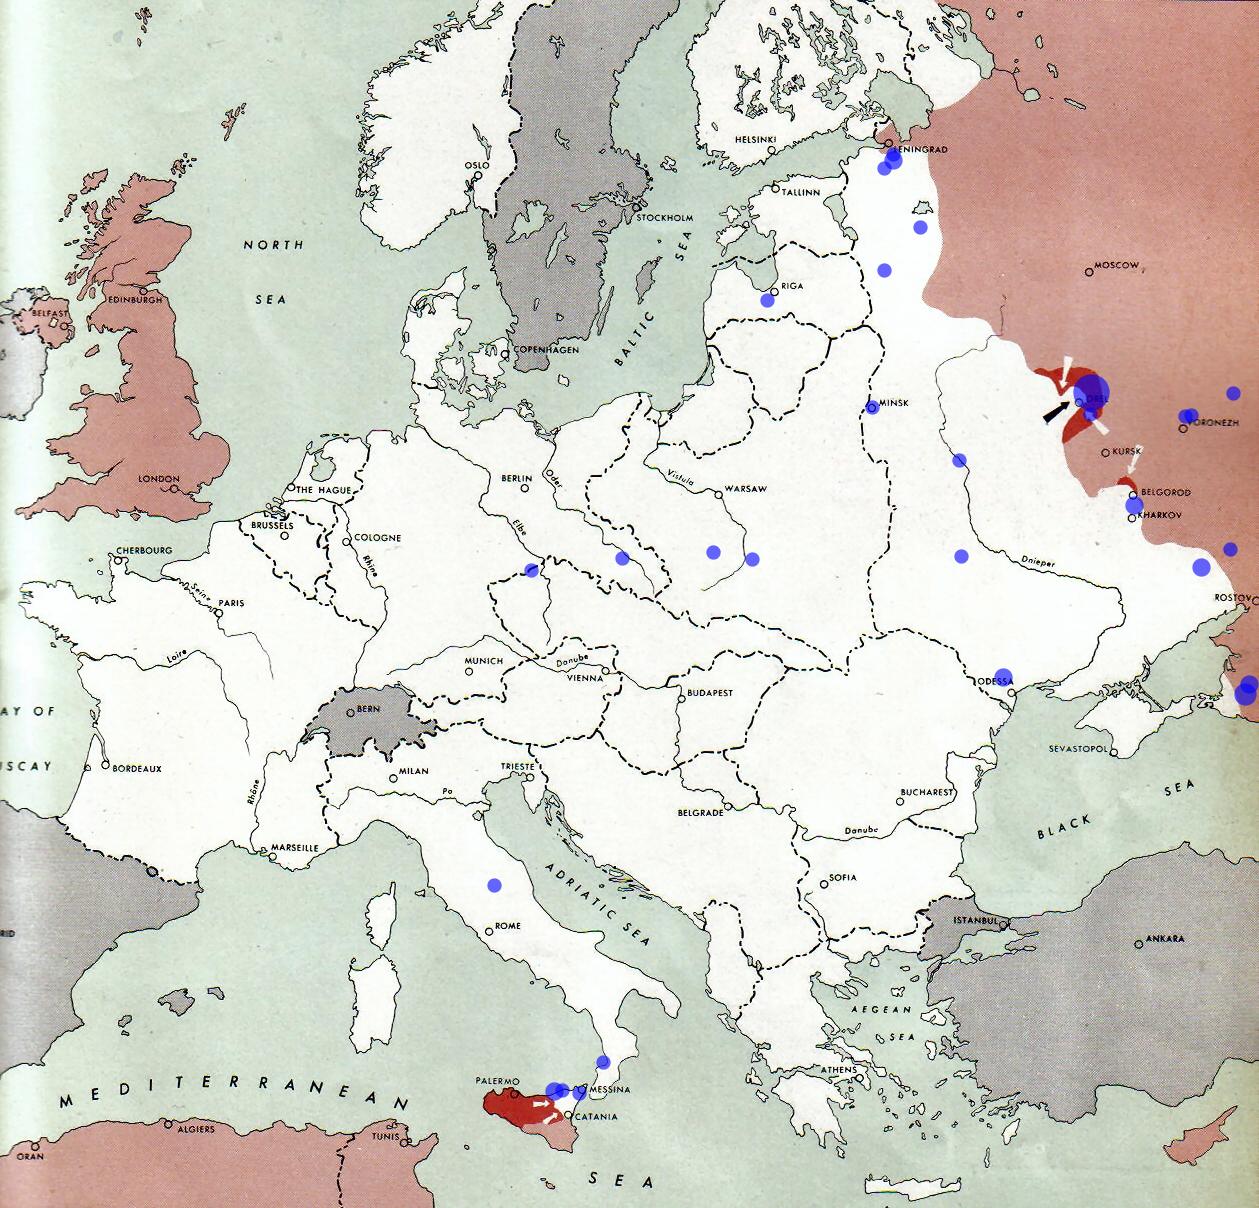 HELSINKI
LENINGRAD
OSLO
TALLINN
STOCKHOLM
NORTH
SEA
BALTIC SEA
MOSCOW
RIGA
EDINBURGH
BELFAST
COPENHAGEN
MINSK
OREL
VORONEZH
KURSK
LONDON
THE HAGUE
BERLIN
Oder
Vistula
WARSAW
BELGOROD
KHARKOV
BRUSSELS
COLOGNE
Elbe
Rhine
CHERBOURG
Dnieper
Seine
PARIS
ROSTOV
Loire
MUNICH
Danube
VIENNA
ODESSA
BUDAPEST
AY OF
ISCAY
BERN
SEVASTOPOL
BORDEAUX
MILAN
TRIESTE
Rhône
Po
BUCHAREST
BELGRADE
Danube
BLACK SEA
MARSEILLE
ADRIATIC SEA
SOFIA
ROME
ISTANBUL
ANKARA
RID
AEGEAN
SEA
ATHENS
MEDITERRANEAN
PALERMO
MESSINA
CATANIA
ALGIERS
TUNIS
ORAN
SEA